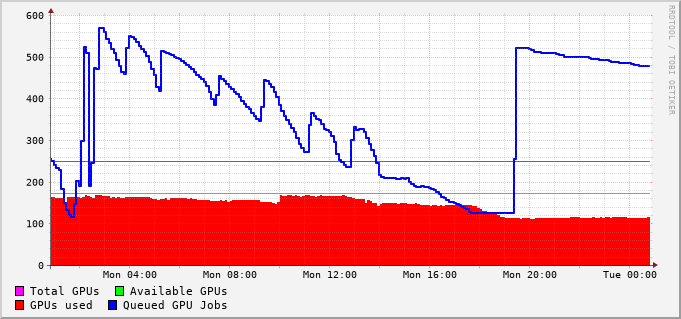 600
500
400
300
200
100
0
Mon 04:00 Mon 08:00 Mon 12:00 Mon 16:00 Mon 20:00 Tue 00:00
Total GPUs Available GPUs
GPUs used Queued GPU Jobs
RRDTOOL / TOBI OETIKER